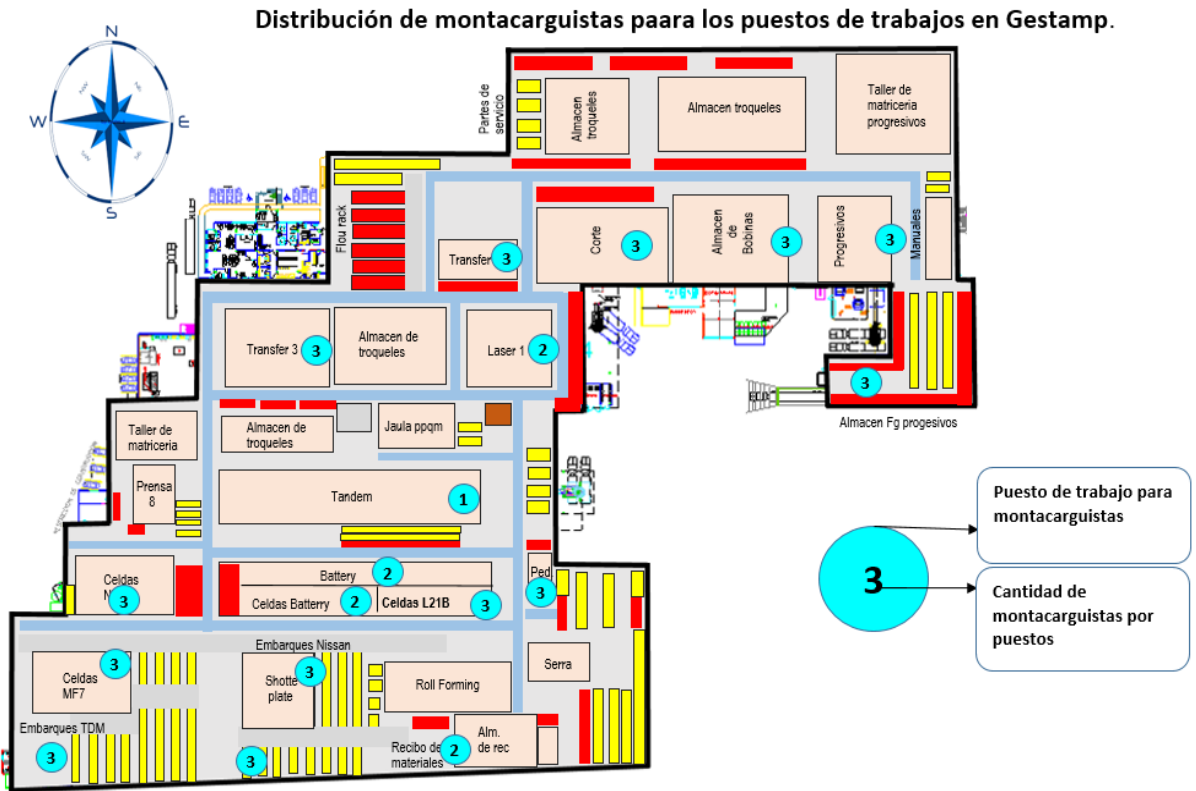 Distribución de montacarguistas paara los puestos de trabajos en Gestamp.
N
W
E
S
Partes de
servicio
Almacen
troqueles
Almacen troqueles
Taller de
matriceria
progresivos
Flou rack
Transfer
3
Corte
3
Almacen
de
Bobinas
3
Progresivos
3
Manuales
Transfer 3
3
Almacen de
troqueles
Laser 1
2
3
Almacen Fg progesivos
Taller de
matriceria
Almacen de
troqueles
Jaula ppqm
Prensa
8
Tandem
1
Puesto de trabajo para
montacarguistas
3
Cantidad de
montacarguistas por
puestos
Celdas
N
3
Battery
2
Celdas Batterry
2
Celdas L21B
3
Ped
3
Embarques Nissan
Celdas
MF7
3
Shotte
plate
3
Roll Forming
Serra
Embarques TDM
3
3
Recibo de
materiales
2
Alm.
de rec